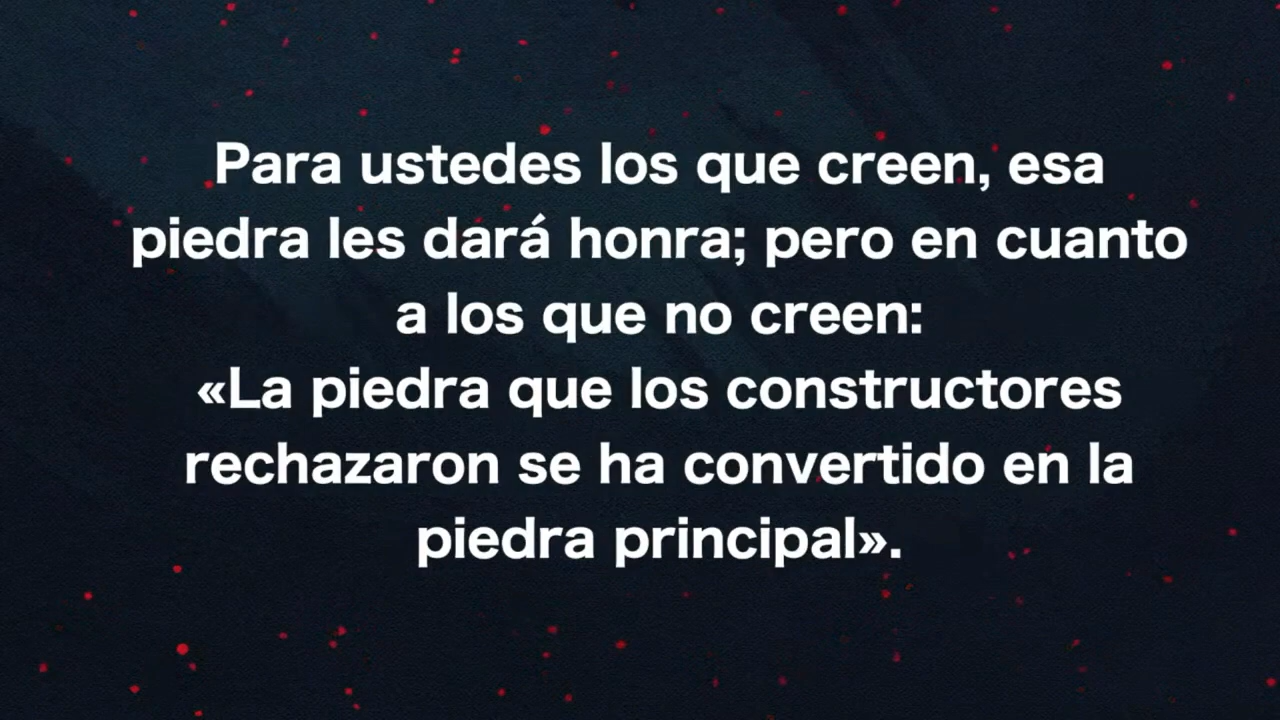 Para ustedes los que creen, esa
piedra les dará honra; pero en cuanto
a los que no creen:
«La piedra que los constructores
rechazaron se ha convertido en la
piedra principal».